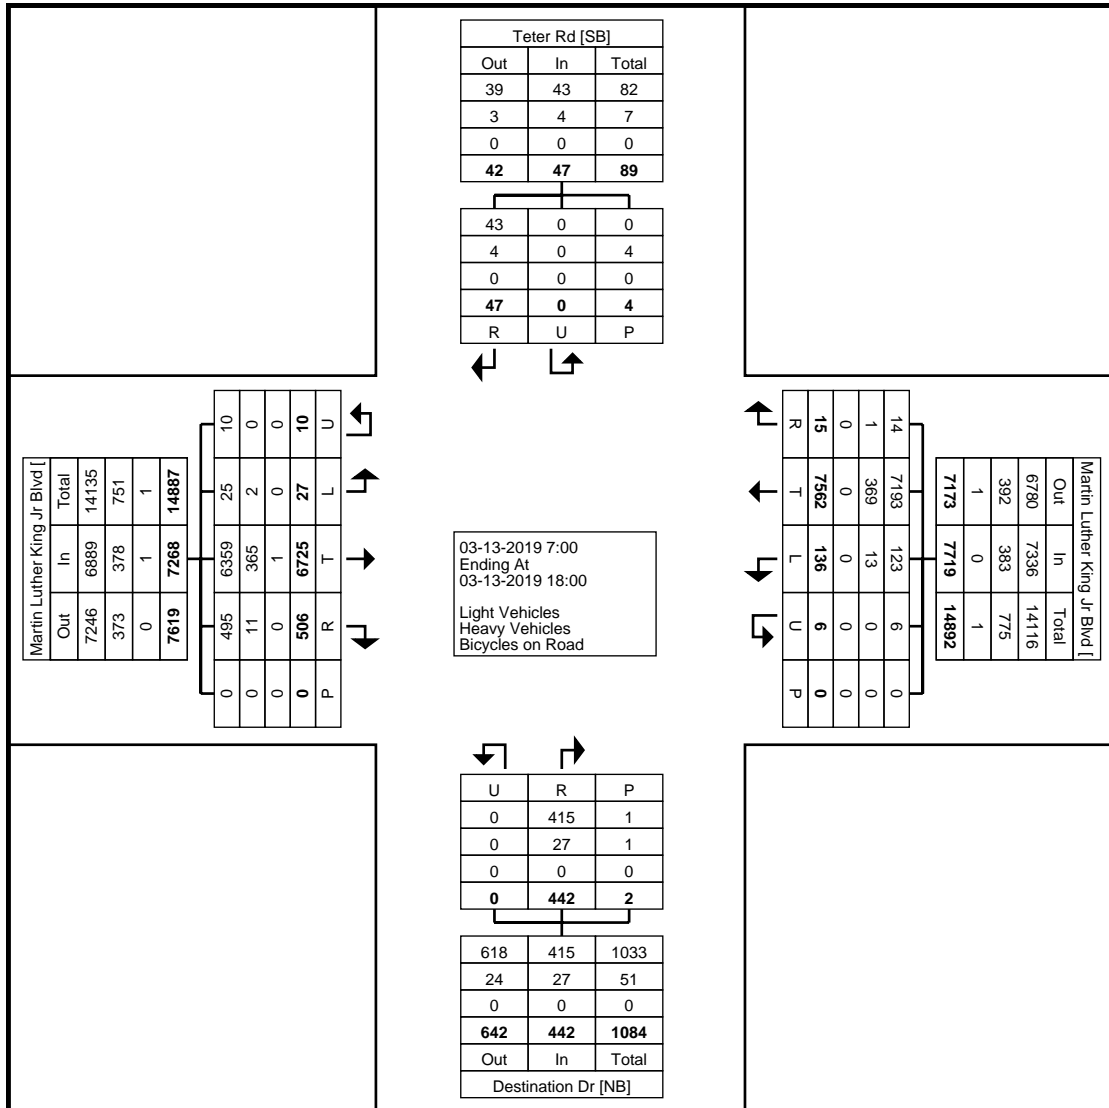 Teter Rd [SB]
Out In Total
39 43 82
3 4 7
0 0 0
42 47 89
43 0 0
4 0 4
0 0 0
47 0 4
R U P
Martin Luther King Jr Blvd [
Total In Out
14135 6889 7246
751 378 373
1 1 0
14887 7268 7619
10 25 6359 495 0
0 2 365 11 0
0 0 1 0 0
10 27 6725 506 0
U L T R P
03-13-2019 7:00
Ending At
03-13-2019 18:00
Light Vehicles
Heavy Vehicles
Bicycles on Road
R T L U P
15 7562 136 6 0
0 0 0 0 0
1 369 13 0 0
14 7193 123 6 0
7173 7719 14892
1 0 1
392 383 775
6780 7336 14116
Out In Total
Martin Luther King Jr Blvd [
U R P
0 415 1
0 27 1
0 0 0
0 442 2
618 415 1033
24 27 51
0 0 0
642 442 1084
Out In Total
Destination Dr [NB]